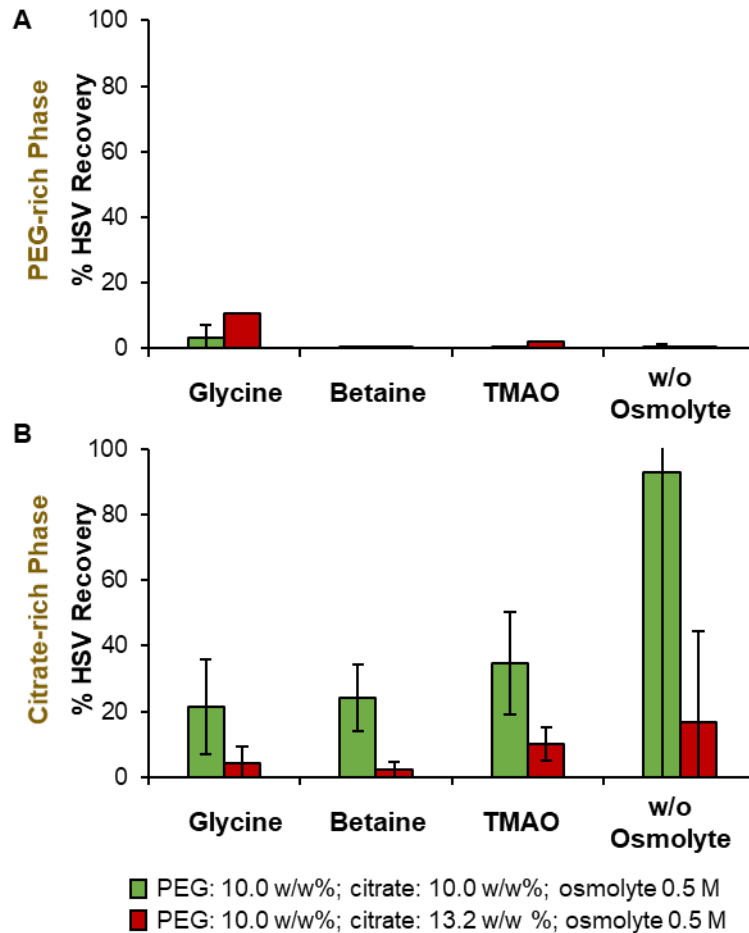 A
PEG-rich Phase
% HSV Recovery
100
80
60
40
20
0
Glycine
Betaine
TMAO
w/o
Osmolyte
B
Citrate-rich Phase
% HSV Recovery
100
80
60
40
20
0
Glycine
Betaine
TMAO
w/o
Osmolyte
PEG: 10.0 w/w%; citrate: 10.0 w/w%; osmolyte 0.5 M
PEG: 10.0 w/w%; citrate: 13.2 w/w %; osmolyte 0.5 M